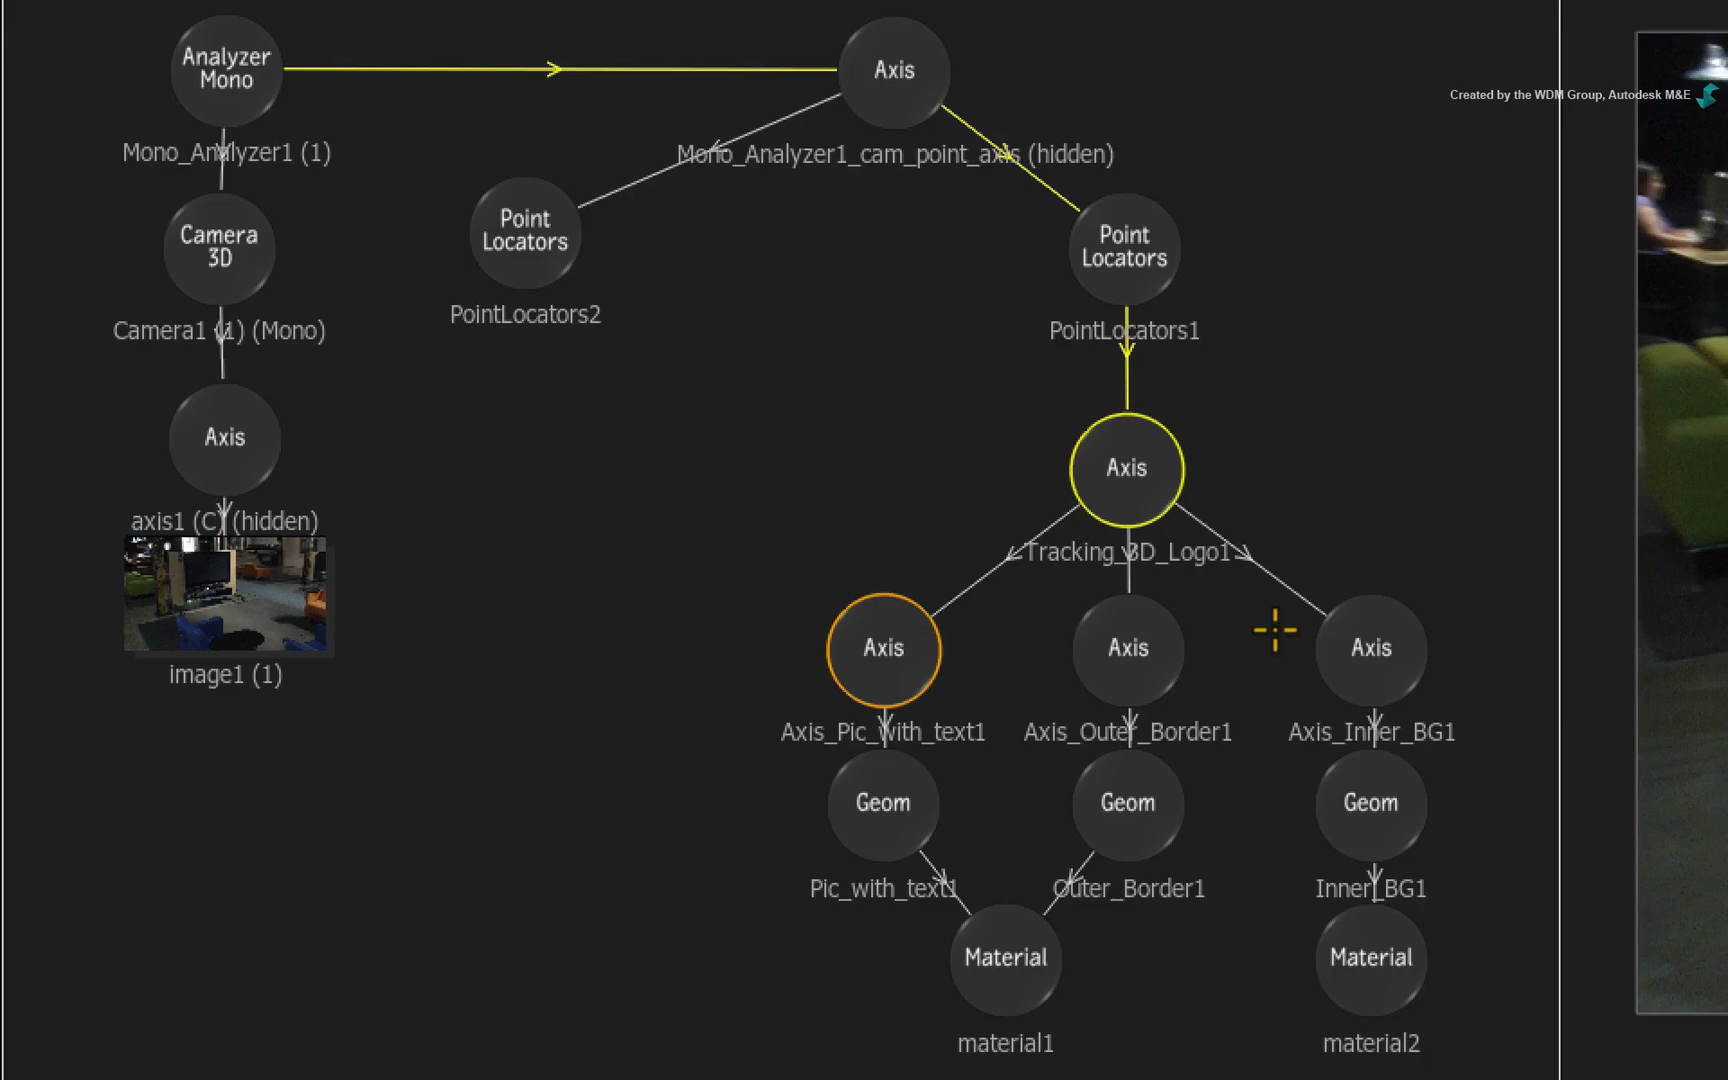 Analyzer
Mono
Axis
Created by the WDM Group, Autodesk M&E
Mono_Analyzer1 (1)
Mono_Analyzer1_cam_point_axis (hidden)
Point
Locators
Camera
3D
Point
Locators
PointLocators2
Camera1 (1) (Mono)
PointLocators1
Axis
Axis
axis1 (C) (hidden)
Tracking_3D_Logo1
image1 (1)
Axis
Axis
Axis
Axis_Pic_with_text1
Axis_Outer_Border1
Axis_Inner_BG1
Geom
Geom
Geom
Pic_with_text1
Outer_Border1
Inner_BG1
Material
Material
material1
material2